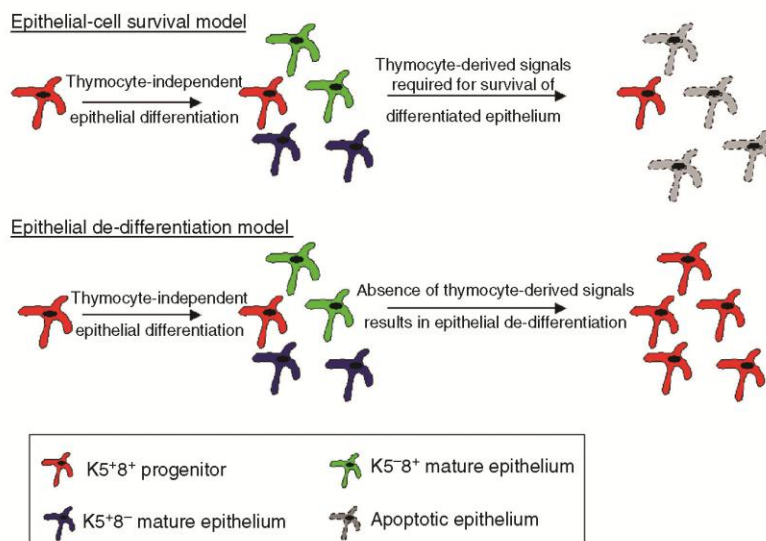 Epithelial-cell survival model
Thymocyte-independent
epithelial differentiation
Thymocyte-derived signals
required for survival of
differentiated epithelium
Epithelial de-differentiation model
Thymocyte-independent
epithelial differentiation
Absence of thymocyte-derived signals
results in epithelial de-differentiation
K5⁺8⁺ progenitor
K5⁻8⁺ mature epithelium
K5⁺8⁻ mature epithelium
Apoptotic epithelium